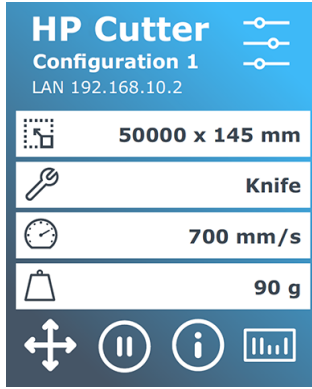 HP Cutter
Configuration 1
LAN 192.168.10.2
50000 x 145 mm
Knife
700 mm/s
90 g